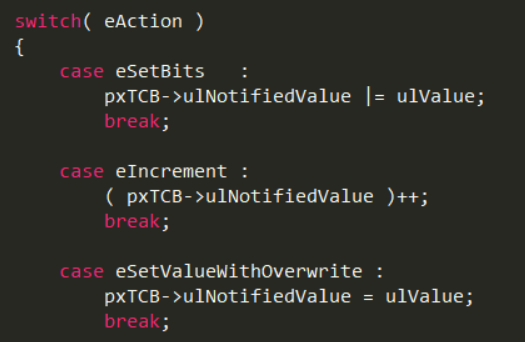 switch( eAction )
{
    case eSetBits   :
        pxTCB->ulNotifiedValue |= ulValue;
        break;

    case eIncrement :
        ( pxTCB->ulNotifiedValue )++;
        break;

    case eSetValueWithOverwrite :
        pxTCB->ulNotifiedValue = ulValue;
        break;